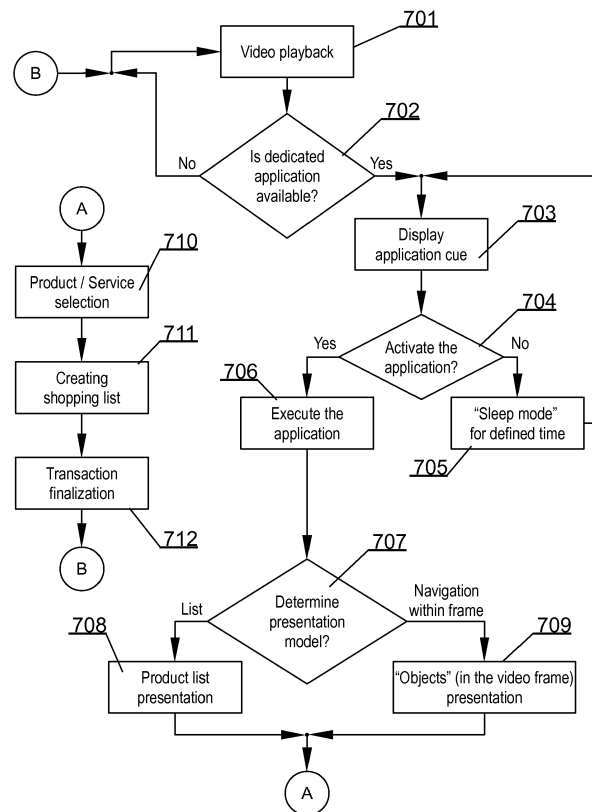 701
Video playback
B
702
Is dedicated
application
available?
No
Yes
A
703
Display
application cue
710
Product / Service
selection
704
Activate the
application?
Yes
No
711
Creating
shopping list
706
Execute the
application
“Sleep mode”
for defined time
705
Transaction
finalization
712
B
707
Determine
presentation
model?
List
Navigation
within frame
708
Product list
presentation
709
“Objects” (in the video frame)
presentation
A